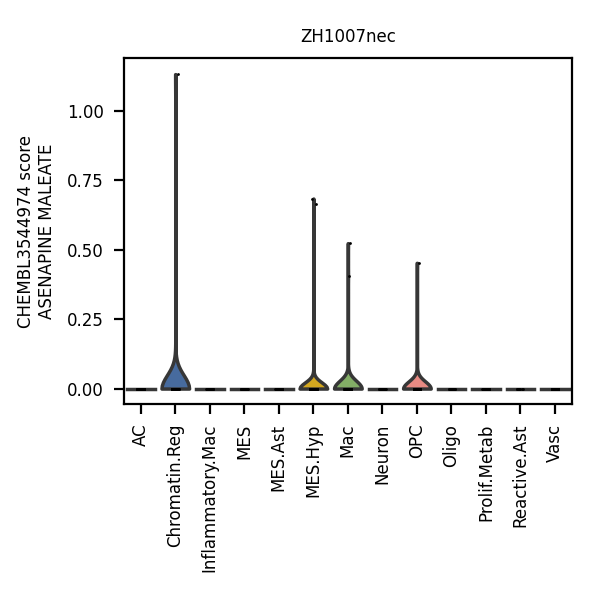 ZH1007nec
CHEMBL3544974 score
ASENAPINE MALEATE
1.00
0.75
0.50
0.25
0.00
AC
Chromatin.Reg
Inflammatory.Mac
MES
MES.Ast
MES.Hyp
Mac
Neuron
OPC
Oligo
Prolif.Metab
Reactive.Ast
Vasc